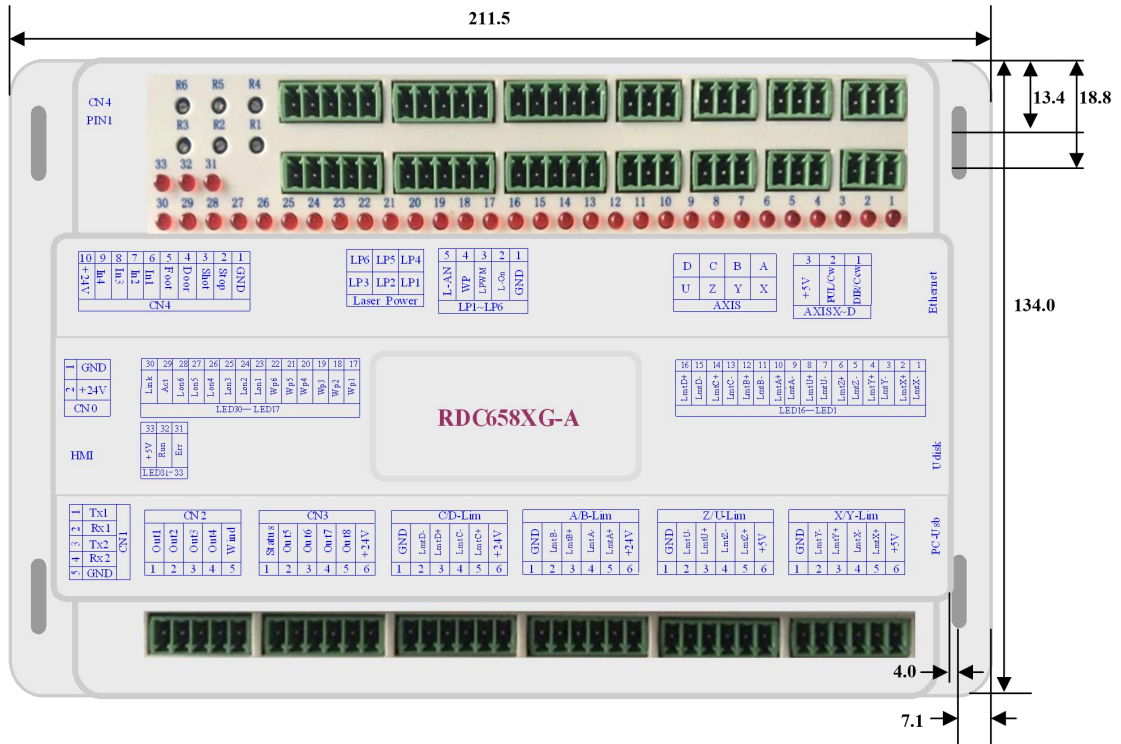 211.5
CN4
PIN1
R6 R5 R4
R3 R2 R1
33 32 31
30 29 28 27 26 25 24 23 22 21 20 19 18 17 16 15 14 13 12 11 10 9 8 7 6 5 4 3 2 1
13.4
18.8
134.0
10 9 8 7 6 5 4 3 2 1
+24V In4 In3 In2 In1 Foot Door Shot Stop GND
CN4
LP6 LP5 LP4
LP3 LP2 LP1
Laser Power
5 4 3 2 1
L-AN WP LPWM L-On GND
LP1~LP6
D C B A
U Z Y X
AXIS
3 2 1
+5V PUL/Cw DIR/Ccw
AXISX~D
Ethernet
1 GND
2 +24V
CN0
30 29 28 27 26 25 24 23 22 21 20 19 18 17
Link Act Lon6 Lon5 Lon4 Lon3 Lon2 Lon1 Wp6 Wp5 Wp4 Wp3 Wp2 Wp1
LED30—LED17
RDC658XG-A
16 15 14 13 12 11 10 9 8 7 6 5 4 3 2 1
LmtD+ LmtD- LmtC+ LmtC- LmtB+ LmtB- LmtA+ LmtA- LmtU+ LmtU- LmtZ+ LmtZ- LmtY+ LmtY- LmtX+ LmtX-
LED16—LED1
HMI
33 32 31
+5V Run Err
LED31-33
Udisk
1 Tx1
2 Rx1
3 Tx2
4 Rx2
5 GND
CN1
CN2
Out1 Out2 Out3 Out4 Wind
1 2 3 4 5
CN3
Status Out5 Out6 Out7 Out8 +24V
1 2 3 4 5 6
C/D-Lim
GND LmtD- LmtD+ LmtC- LmtC+ +24V
1 2 3 4 5 6
A/B-Lim
GND LmtB- LmtB+ LmtA- LmtA+ +24V
1 2 3 4 5 6
Z/U-Lim
GND LmtU- LmtU+ LmtZ- LmtZ+ +5V
1 2 3 4 5 6
X/Y-Lim
GND LmtY- LmtY+ LmtX- LmtX+ +5V
1 2 3 4 5 6
PC-Usb
4.0
7.1